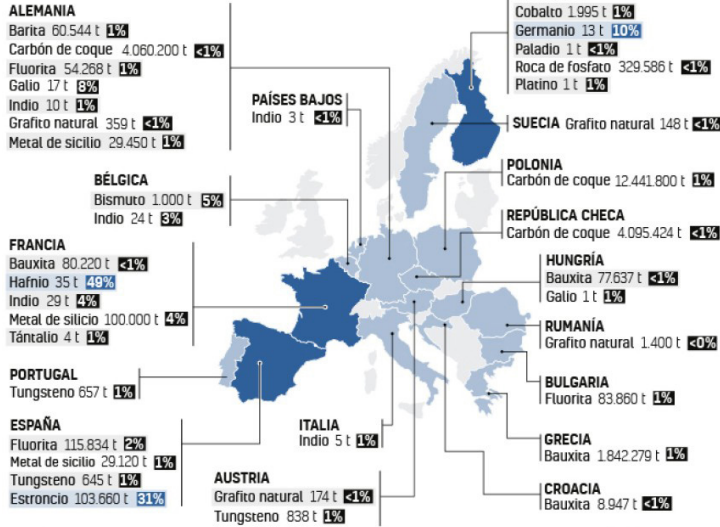 ALEMANIA
Barita 60.544 t 1%
Carbón de coque 4.060.200 t <1%
Fluorita 54.268 t 1%
Galio 17 t 8%
Indio 10 t 1%
Grafito natural 359 t <1%
Metal de sicilio 29.450 t 1%
PAÍSES BAJOS
Indio 3 t <1%
BÉLGICA
Bismuto 1.000 t 5%
Indio 24 t 3%
FRANCIA
Bauxita 80.220 t <1%
Hafnio 35 t 49%
Indio 29 t 4%
Metal de silicio 100.000 t 4%
Tántalio 4 t 1%
PORTUGAL
Tungsteno 657 t 1%
ESPAÑA
Fluorita 115.834 t 2%
Metal de sicilio 29.120 t 1%
Tungsteno 645 t 1%
Estroncio 103.660 t 31%
ITALIA
Indio 5 t 1%
AUSTRIA
Grafito natural 174 t <1%
Tungsteno 838 t 1%
Cobalto 1.995 t 1%
Germanio 13 t 10%
Paladio 1 t <1%
Roca de fosfato 329.586 t <1%
Platino 1 t 1%
SUECIA Grafito natural 148 t <1%
POLONIA
Carbón de coque 12.441.800 t 1%
REPÚBLICA CHECA
Carbón de coque 4.095.424 t <1%
HUNGRÍA
Bauxita 77.637 t <1%
Galio 1 t 1%
RUMANÍA
Grafito natural 1.400 t <0%
BULGARIA
Fluorita 83.860 t 1%
GRECIA
Bauxita 1.842.279 t 1%
CROACIA
Bauxita 8.947 t <1%